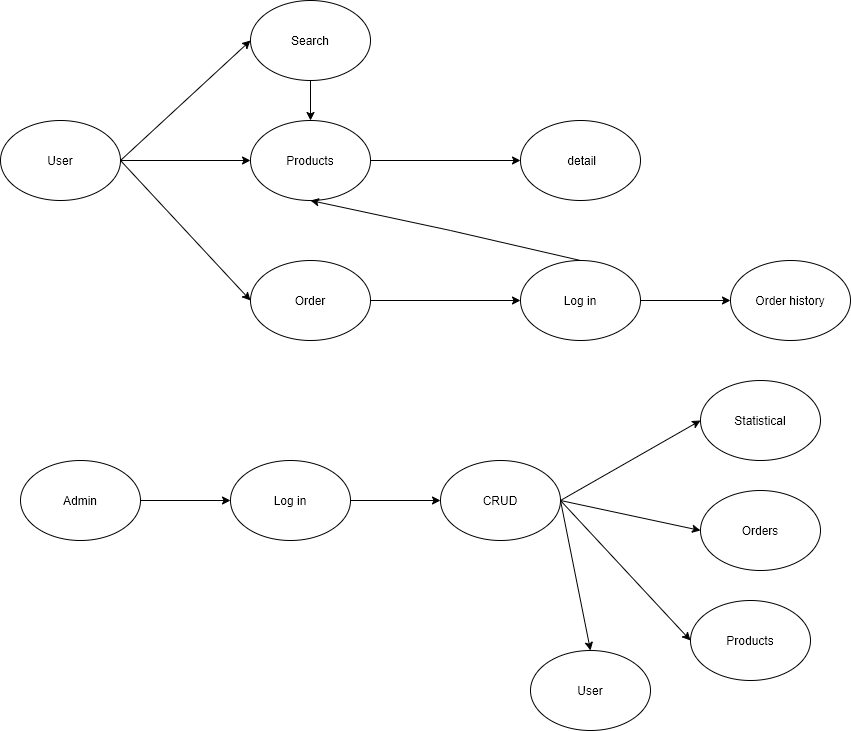 Search
User
Products
detail
Order
Log in
Order history
Statistical
Admin
Log in
CRUD
Orders
Products
User